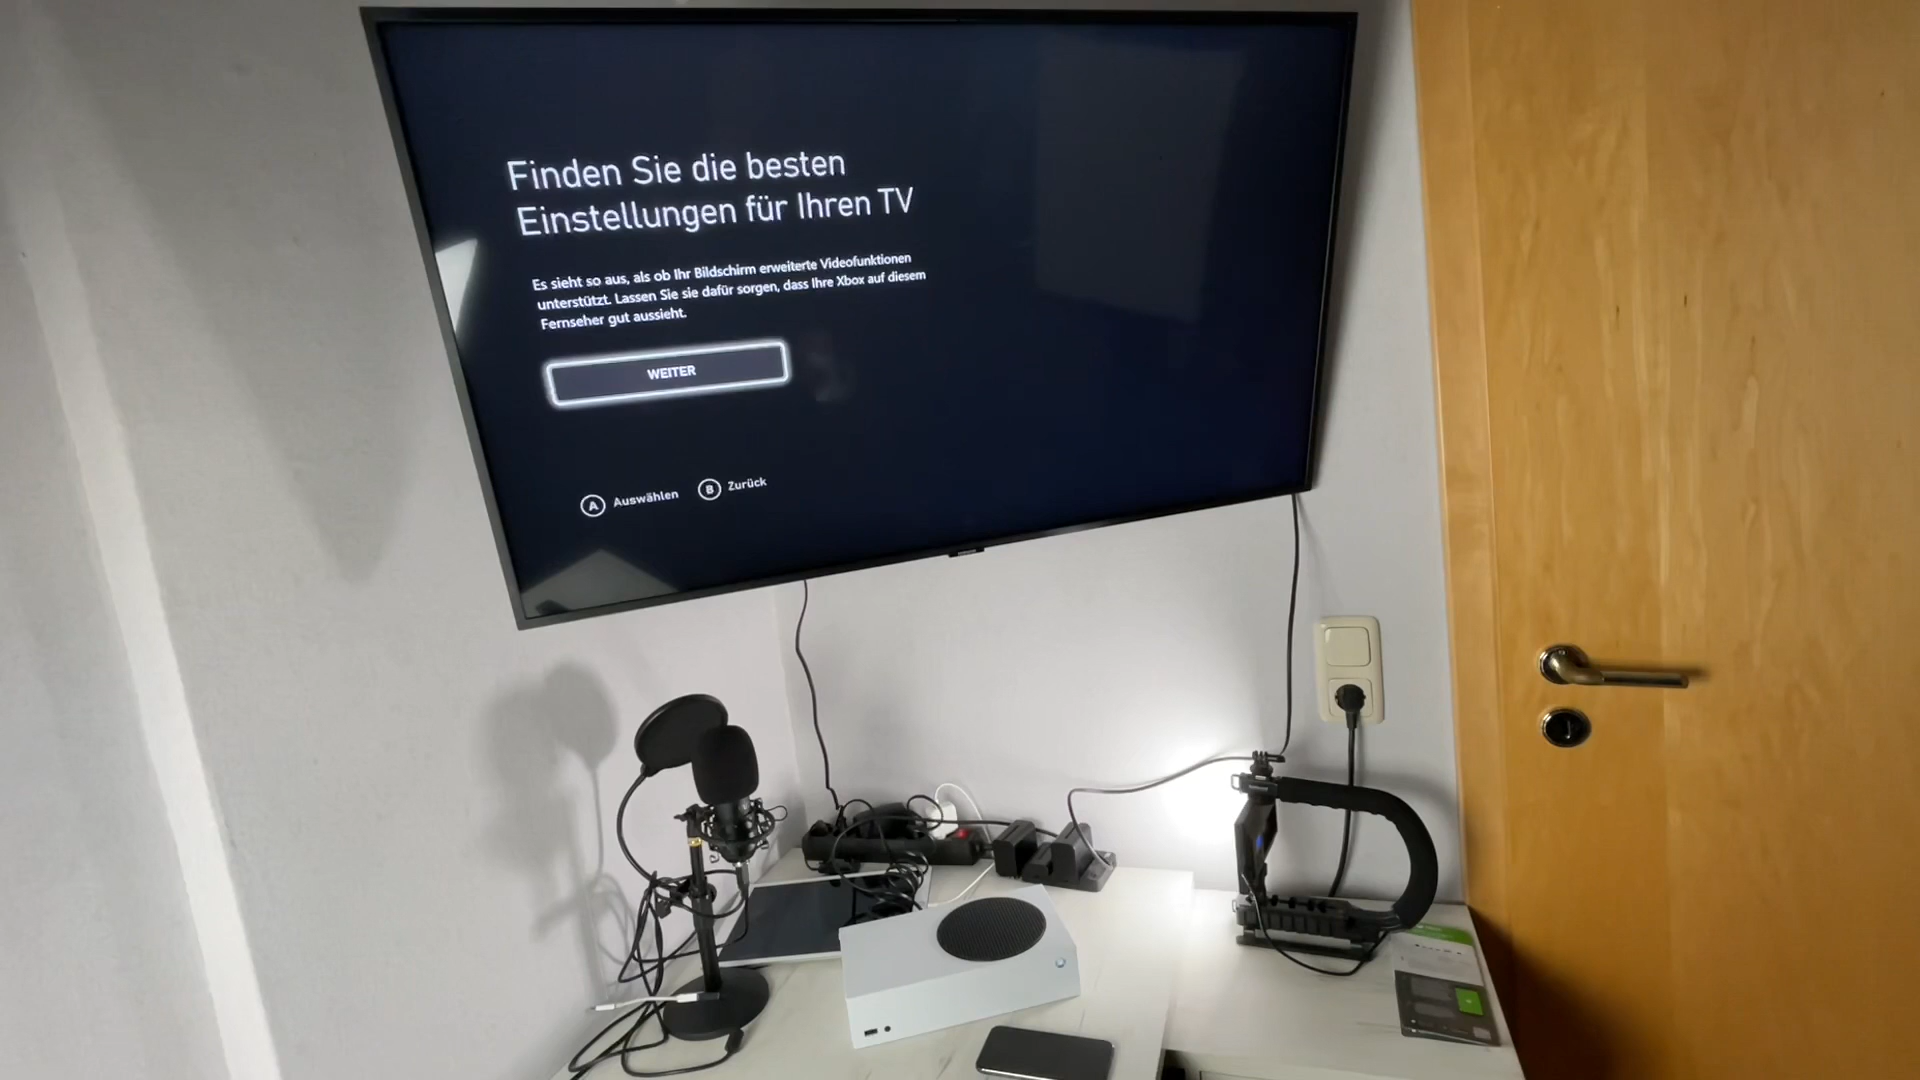 Finden Sie die besten
Einstellungen für Ihren TV
Es sieht so aus, als ob Ihr Bildschirm erweiterte Videofunktionen
unterstützt. Lassen Sie sie dafür sorgen, dass Ihre Xbox auf diesem
Fernseher gut aussieht.
WEITER
A Auswählen B Zurück